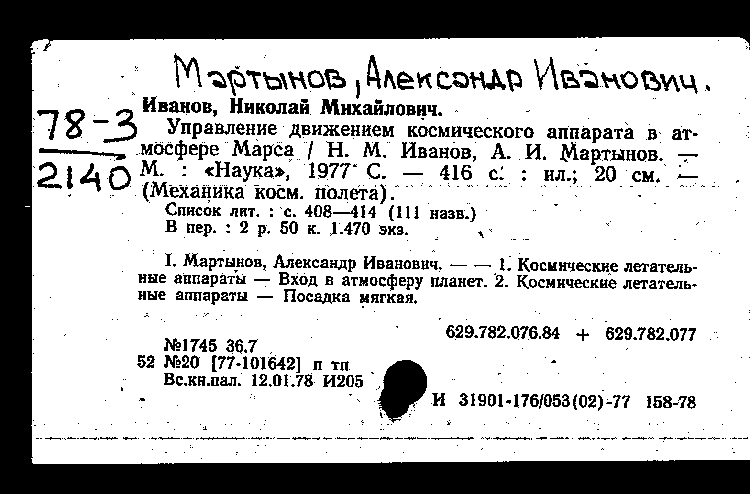 Мартынов, Александр Иванович.
Иванов, Николай Михайлович.
78-3
2140
Управление движением космического аппарата в ат-
мосфере Марса / Н. М. Иванов, А. И. Мартынов. —
М. : «Наука», 1977 С. — 416 с. : ил.; 20 см. —
(Механика косм. полета).
Список лит. : с. 408—414 (111 назв.)
В пер. : 2 р. 50 к. 1.470 экз.
I. Мартынов, Александр Иванович. — — 1. Космические летатель-
ные аппараты — Вход в атмосферу планет. 2. Космические летатель-
ные аппараты — Посадка мягкая.
629.782.076.84 + 629.782.077
№1745 36.7
52 №20 [77-101642] п тп
Вс.кн.пал. 12.01.78 И205
И 31901-176/053(02)-77 158-78